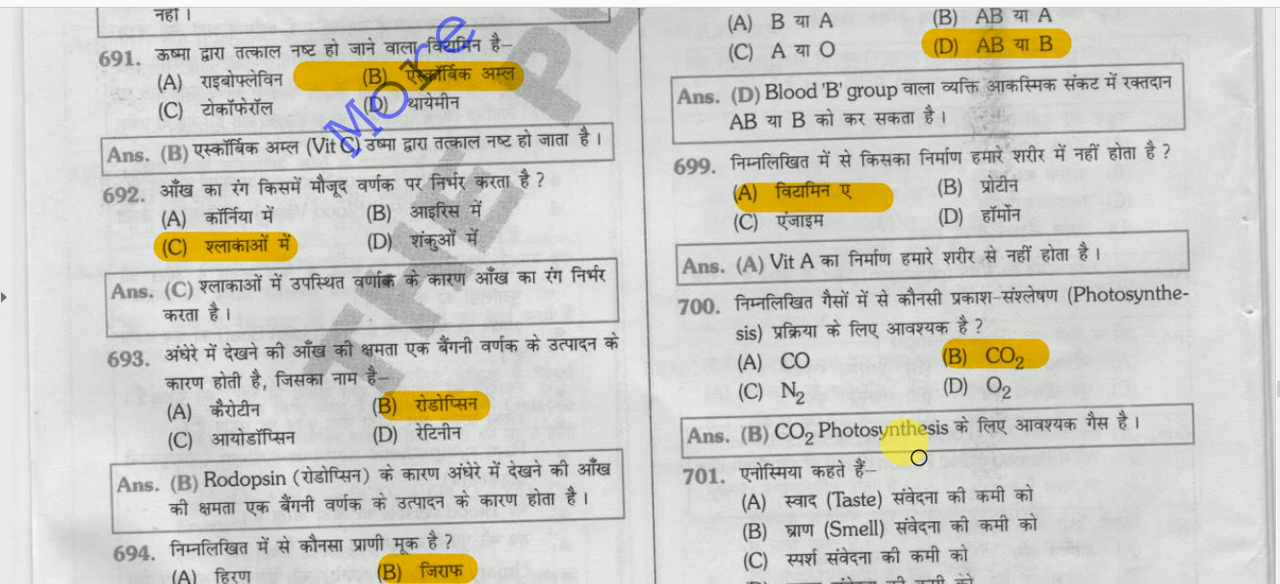 नहीं ।
691. ऊष्मा द्वारा तत्काल नष्ट हो जाने वाला विटामिन है–
(A) राइबोफ्लेविन (B) एस्कॉर्बिक अम्ल
(C) टोकॉफेरॉल (D) थायेमीन
Ans. (B) एस्कॉर्बिक अम्ल (Vit C) उष्मा द्वारा तत्काल नष्ट हो जाता है ।
692. आँख का रंग किसमें मौजूद वर्णक पर निर्भर करता है ?
(A) कॉर्निया में (B) आइरिस में
(C) श्लाकाओं में (D) शंकुओं में
Ans. (C) श्लाकाओं में उपस्थित वर्णाक के कारण आँख का रंग निर्भर
करता है ।
693. अंघेरे में देखने की आँख की क्षमता एक बैंगनी वर्णक के उत्पादन के
कारण होती है, जिसका नाम है–
(A) कैरोटीन (B) रोडोप्सिन
(C) आयोडॉप्सिन (D) रेटिनीन
Ans. (B) Rodopsin (रोडोप्सिन) के कारण अंघेरे में देखने की आँख
की क्षमता एक बैंगनी वर्णक के उत्पादन के कारण होता है ।
694. निम्नलिखित में से कौनसा प्राणी मूक है ?
(A) हिरण (B) जिराफ
(A) B या A (B) AB या A
(C) A या O (D) AB या B
Ans. (D) Blood 'B' group वाला व्यक्ति आकस्मिक संकट में रक्तदान
AB या B को कर सकता है ।
699. निम्नलिखित में से किसका निर्माण हमारे शरीर में नहीं होता है ?
(A) विटामिन ए (B) प्रोटीन
(C) एंजाइम (D) हॉर्मोन
Ans. (A) Vit A का निर्माण हमारे शरीर से नहीं होता है ।
700. निम्नलिखित गैसों में से कौनसी प्रकाश-संश्लेषण (Photosynthe-
sis) प्रक्रिया के लिए आवश्यक है ?
(A) CO (B) CO₂
(C) N₂ (D) O₂
Ans. (B) CO₂ Photosynthesis के लिए आवश्यक गैस है ।
701. एनोस्मिया कहते हैं–
(A) स्वाद (Taste) संवेदना की कमी को
(B) घ्राण (Smell) संवेदना की कमी को
(C) स्पर्श संवेदना की कमी को
More
THE